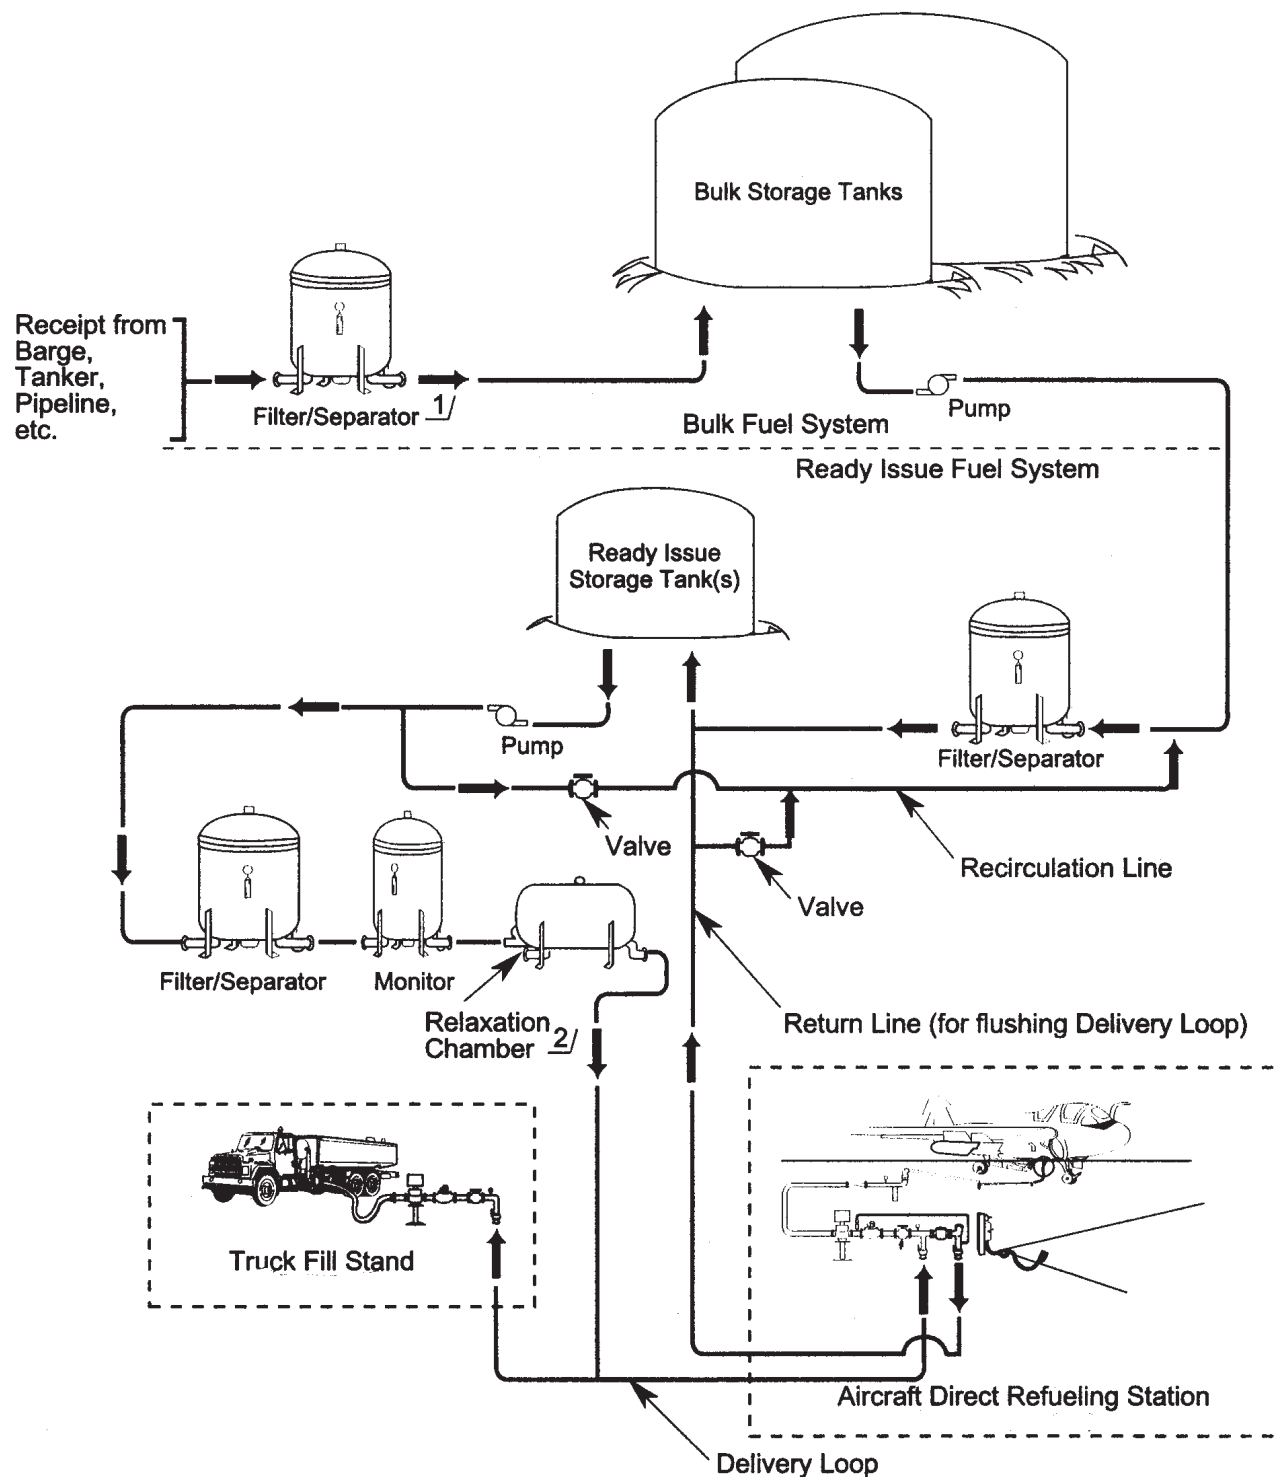 Bulk Storage Tanks
Receipt from
Barge,
Tanker,
Pipeline,
etc.
Filter/Separator 1/
Pump
Bulk Fuel System
Ready Issue Fuel System
Ready Issue
Storage Tank(s)
Pump
Filter/Separator
Valve
Recirculation Line
Valve
Filter/Separator
Monitor
Relaxation
Chamber 2/
Return Line (for flushing Delivery Loop)
Truck Fill Stand
Aircraft Direct Refueling Station
Delivery Loop